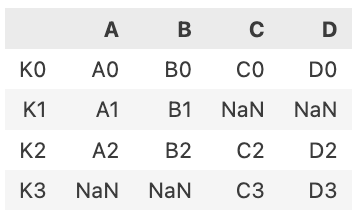 A B C D
K0 A0 B0 C0 D0
K1 A1 B1 NaN NaN
K2 A2 B2 C2 D2
K3 NaN NaN C3 D3